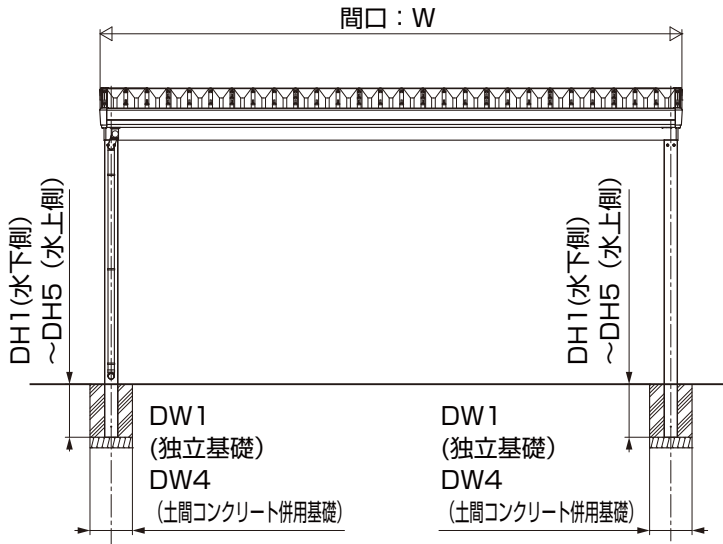 間口：W
DH1(水下側)
～DH5（水上側）
DH1(水下側)
～DH5（水上側）
DW1
(独立基礎)
DW4
（土間コンクリート併用基礎）
DW1
(独立基礎)
DW4
（土間コンクリート併用基礎）